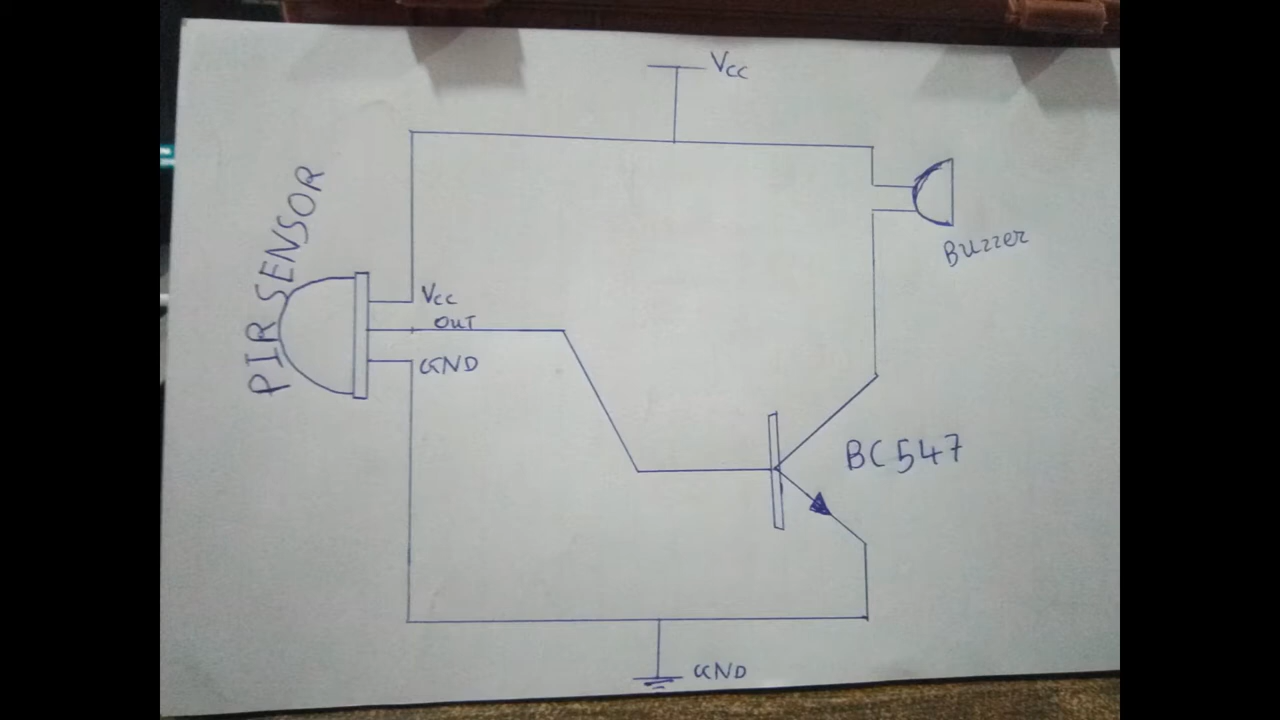 Vcc
PIR SENSOR
Buzzer
Vcc
OUT
GND
BC547
GND